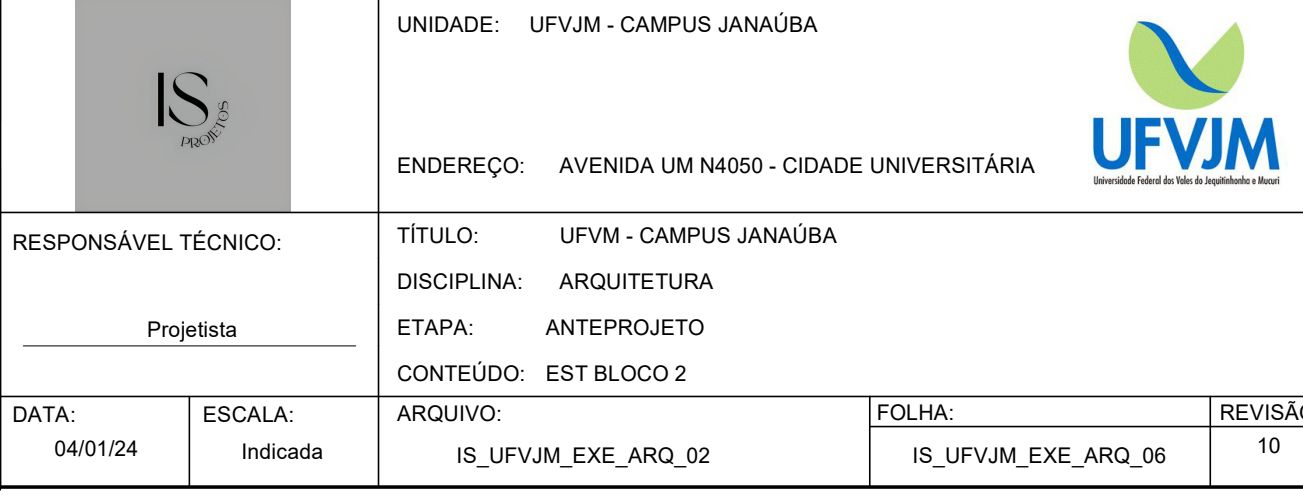 IS
PROJETOS
UNIDADE: UFVJM - CAMPUS JANAÚBA
ENDEREÇO: AVENIDA UM N4050 - CIDADE UNIVERSITÁRIA
UFVJM
Universidade Federal dos Vales do Jequitinhonha e Mucuri
RESPONSÁVEL TÉCNICO:
Projetista
TÍTULO: UFVM - CAMPUS JANAÚBA
DISCIPLINA: ARQUITETURA
ETAPA: ANTEPROJETO
CONTEÚDO: EST BLOCO 2
DATA:
04/01/24
ESCALA:
Indicada
ARQUIVO:
IS_UFVJM_EXE_ARQ_02
FOLHA:
IS_UFVJM_EXE_ARQ_06
REVISÃO
10